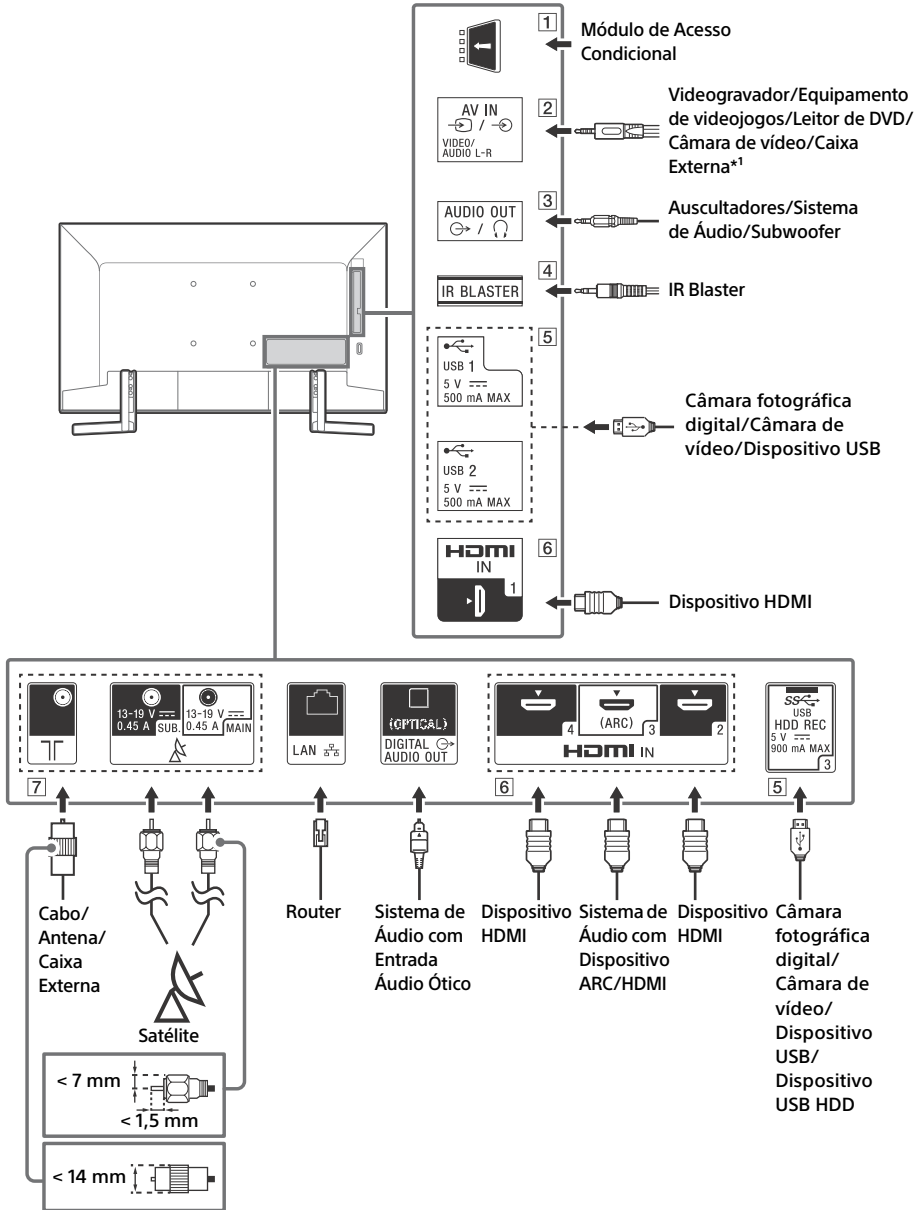 1
Módulo de Acesso
Condicional
AV IN
/
VIDEO/
AUDIO L-R
2
Videogravador/Equipamento
de videojogos/Leitor de DVD/
Câmara de vídeo/Caixa
Externa*1
AUDIO OUT
/
3
Auscultadores/Sistema
de Áudio/Subwoofer
4
IR BLASTER
IR Blaster
5
USB 1
5 V
500 mA MAX
USB 2
5 V
500 mA MAX
Câmara fotográfica
digital/Câmara de
vídeo/Dispositivo USB
HDMI
IN
1
6
Dispositivo HDMI
13-19 V
0.45 A
SUB.
13-19 V
0.45 A
MAIN
7
LAN
(OPTICAL)
DIGITAL
AUDIO OUT
4
(ARC)
3
2
HDMI IN
6
SS
USB
HDD REC
5 V
900 mA MAX
3
5
Cabo/
Antena/
Caixa
Externa
Satélite
Router
Sistema de
Áudio com
Entrada
Áudio Ótico
Dispositivo
HDMI
Sistema de
Áudio com
Dispositivo
ARC/HDMI
Dispositivo
HDMI
Câmara
fotográfica
digital/
Câmara de
vídeo/
Dispositivo
USB/
Dispositivo
USB HDD
< 7 mm
< 1,5 mm
< 14 mm